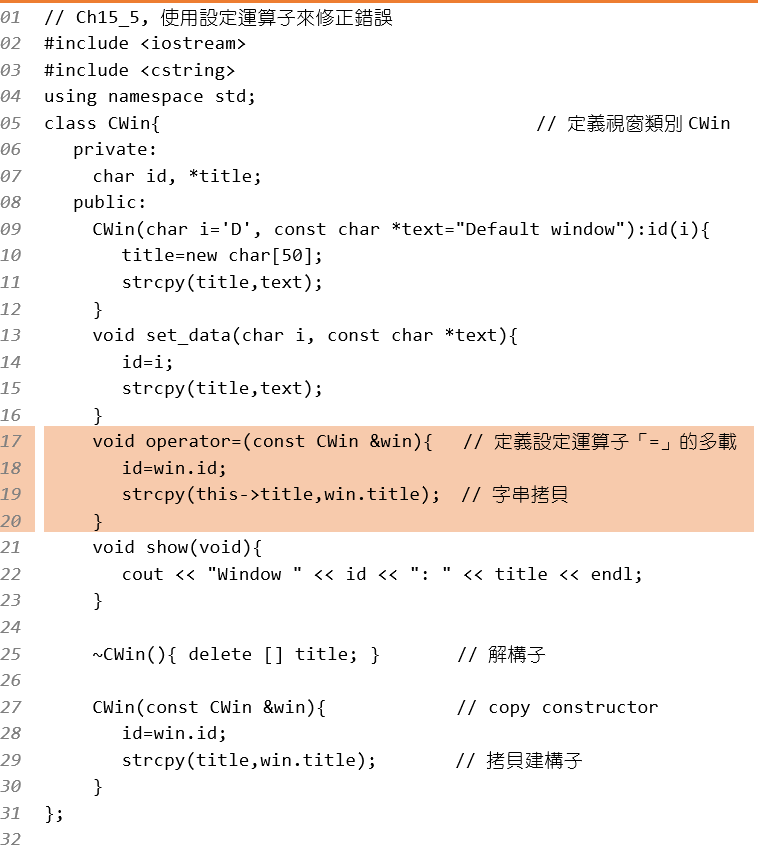 01 // Ch15_5, 使用設定運算子來修正錯誤
02 #include <iostream>
03 #include <cstring>
04 using namespace std;
05 class CWin{ // 定義視窗類別 CWin
06 private:
07 char id, *title;
08 public:
09 CWin(char i='D', const char *text="Default window"):id(i){
10 title=new char[50];
11 strcpy(title,text);
12 }
13 void set_data(char i, const char *text){
14 id=i;
15 strcpy(title,text);
16 }
17 void operator=(const CWin &win){ // 定義設定運算子「=」的多載
18 id=win.id;
19 strcpy(this->title,win.title); // 字串拷貝
20 }
21 void show(void){
22 cout << "Window " << id << ": " << title << endl;
23 }
24
25 ~CWin(){ delete [] title; } // 解構子
26
27 CWin(const CWin &win){ // copy constructor
28 id=win.id;
29 strcpy(title,win.title); // 拷貝建構子
30 }
31 };
32